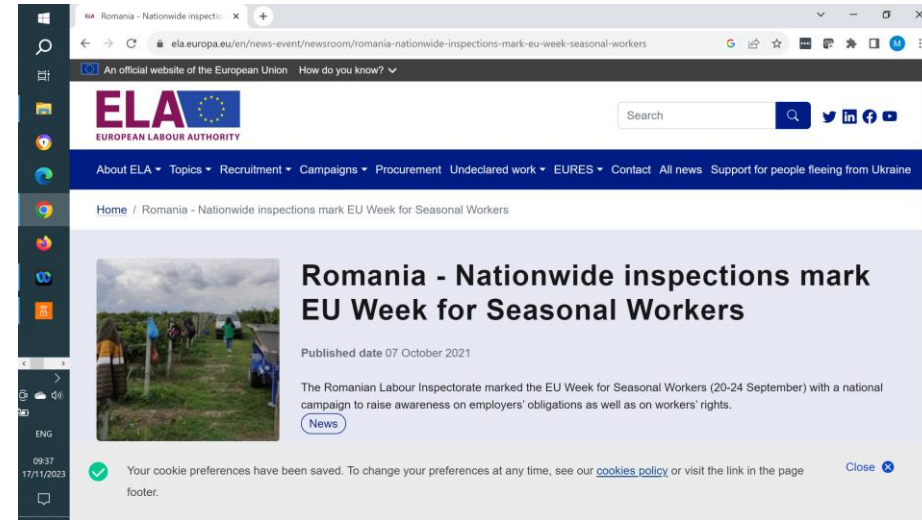 ELA Romania - Nationwide inspectio
ela.europa.eu/en/news-event/newsroom/romania-nationwide-inspections-mark-eu-week-seasonal-workers
An official website of the European Union How do you know?
ELA
EUROPEAN LABOUR AUTHORITY
Search
About ELA Topics Recruitment Campaigns Procurement Undeclared work EURES Contact All news Support for people fleeing from Ukraine
Home / Romania - Nationwide inspections mark EU Week for Seasonal Workers
Romania - Nationwide inspections mark
EU Week for Seasonal Workers
Published date 07 October 2021
The Romanian Labour Inspectorate marked the EU Week for Seasonal Workers (20-24 September) with a national
campaign to raise awareness on employers' obligations as well as on workers' rights.
News
ENG
09:37
17/11/2023
Your cookie preferences have been saved. To change your preferences at any time, see our cookies policy or visit the link in the page
footer.
Close